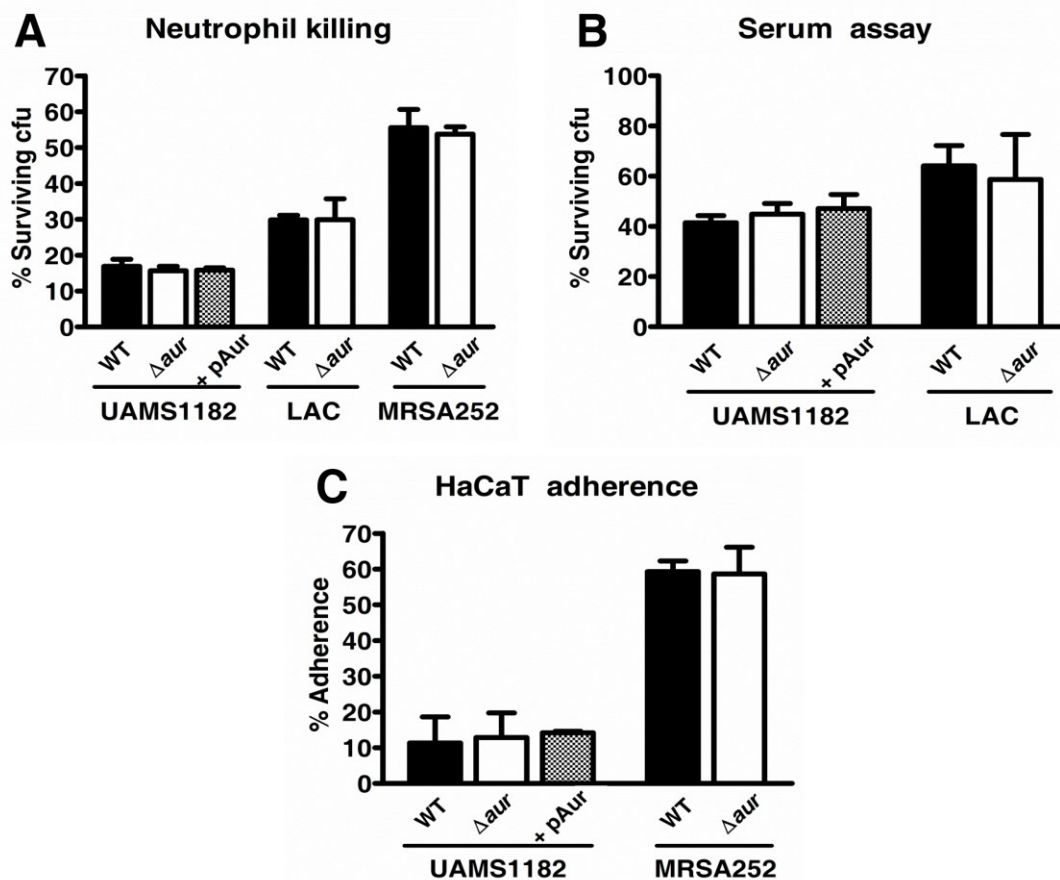 A
Neutrophil killing
% Surviving cfu
70
60
50
40
30
20
10
0
WT
Δaur
+ pAur
WT
Δaur
WT
Δaur
UAMS1182
LAC
MRSA252
B
Serum assay
% Surviving cfu
100
80
60
40
20
0
WT
Δaur
+ pAur
WT
Δaur
UAMS1182
LAC
C
HaCaT adherence
% Adherence
70
60
50
40
30
20
10
0
WT
Δaur
+ pAur
WT
Δaur
UAMS1182
MRSA252